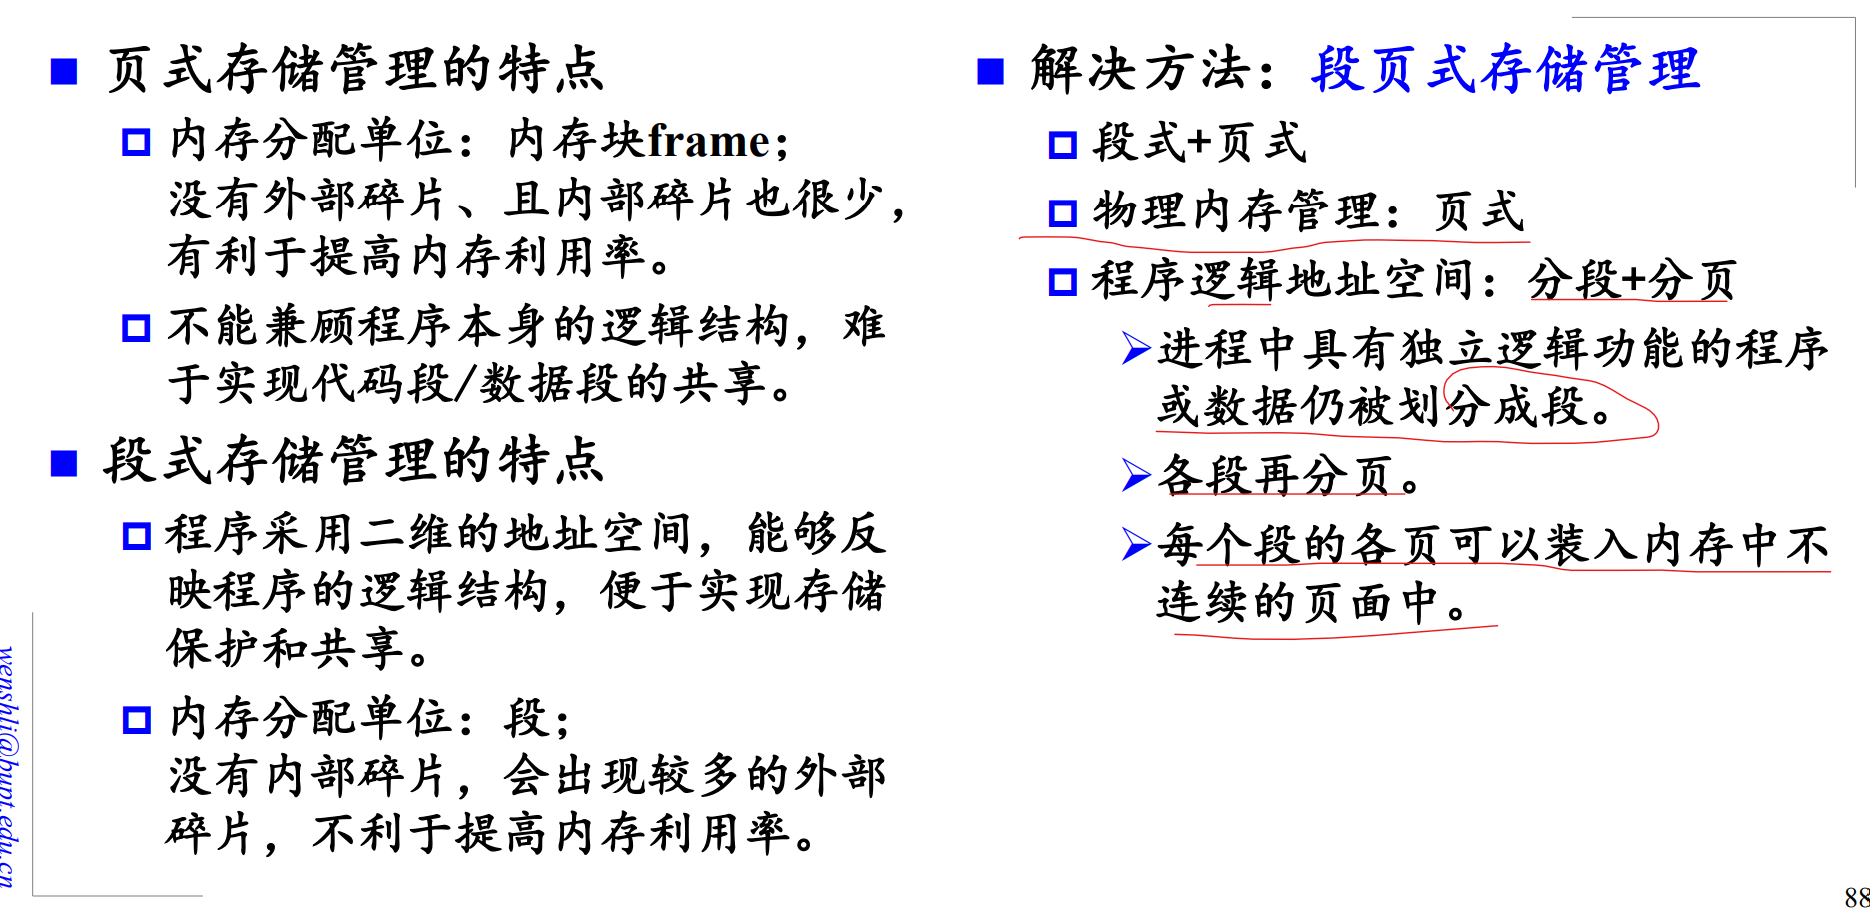 页式存储管理的特点
内存分配单位：内存块frame；
没有外部碎片、且内部碎片也很少，
有利于提高内存利用率。
不能兼顾程序本身的逻辑结构，难
于实现代码段/数据段的共享。
段式存储管理的特点
程序采用二维的地址空间，能够反
映程序的逻辑结构，便于实现存储
保护和共享。
内存分配单位：段；
没有内部碎片，会出现较多的外部
碎片，不利于提高内存利用率。
解决方法：段页式存储管理
段式+页式
物理内存管理：页式
程序逻辑地址空间：分段+分页
进程中具有独立逻辑功能的程序
或数据仍被划分成段。
各段再分页。
每个段的各页可以装入内存中不
连续的页面中。
wenshli@bupt.edu.cn
88